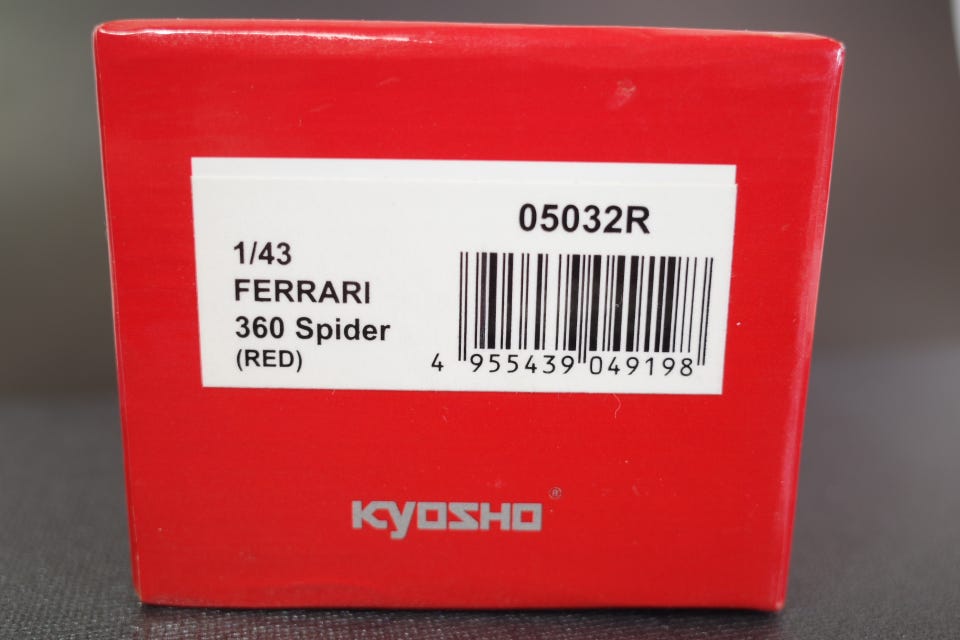 05032R
1/43
FERRARI
360 Spider
(RED)
4 955439 049198
KYOSHO®